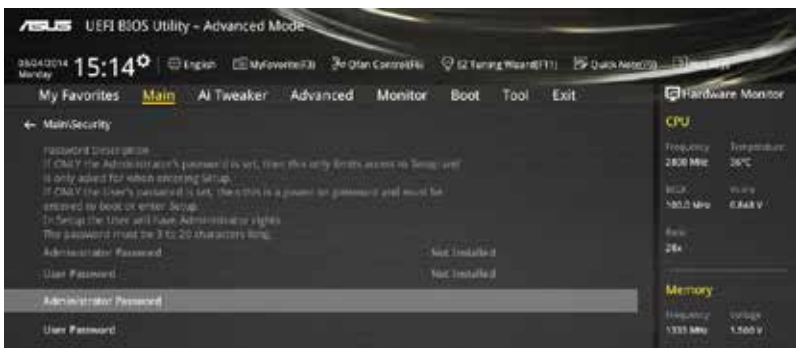 ASUS UEFI BIOS Utility – Advanced Mode
08/04/2014 Monday 15:14 English MyFavorite(F3) Qfan Control(F6) EZ Tuning Wizard(F11) Quick Note(F9)
My Favorites Main Ai Tweaker Advanced Monitor Boot Tool Exit
← Main\Security
Password Description
If ONLY the Administrator's password is set, then this only limits access to Setup and
is only asked for when entering Setup.
If ONLY the User's password is set, then this is a power on password and must be
entered to boot or enter Setup.
In Setup the User will have Administrator rights.
The password must be 3 to 20 characters long.
Administrator Password Not Installed
User Password Not Installed
Administrator Password
User Password
Hardware Monitor
CPU
Frequency Temperature
2800 MHz 36°C
BCLK Vcore
100.0 MHz 0.848 V
Ratio
28x
Memory
Frequency Voltage
1333 MHz 1.500 V